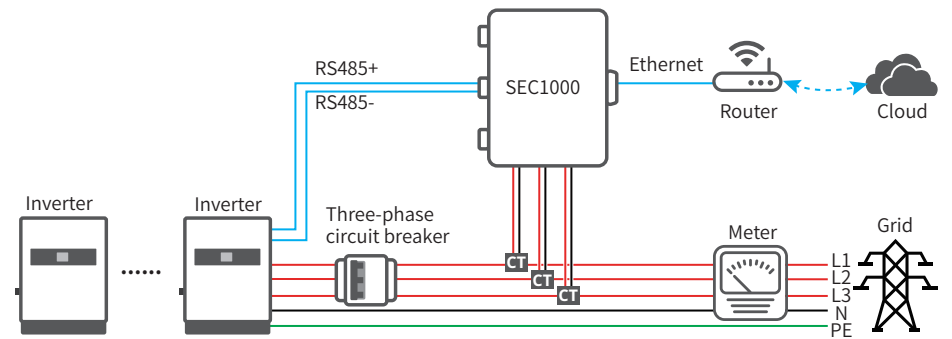 RS485+
RS485-
SEC1000
Ethernet
Router
Cloud
Inverter
Inverter
Three-phase
circuit breaker
Meter
Grid
CT
CT
CT
L1
L2
L3
N
PE